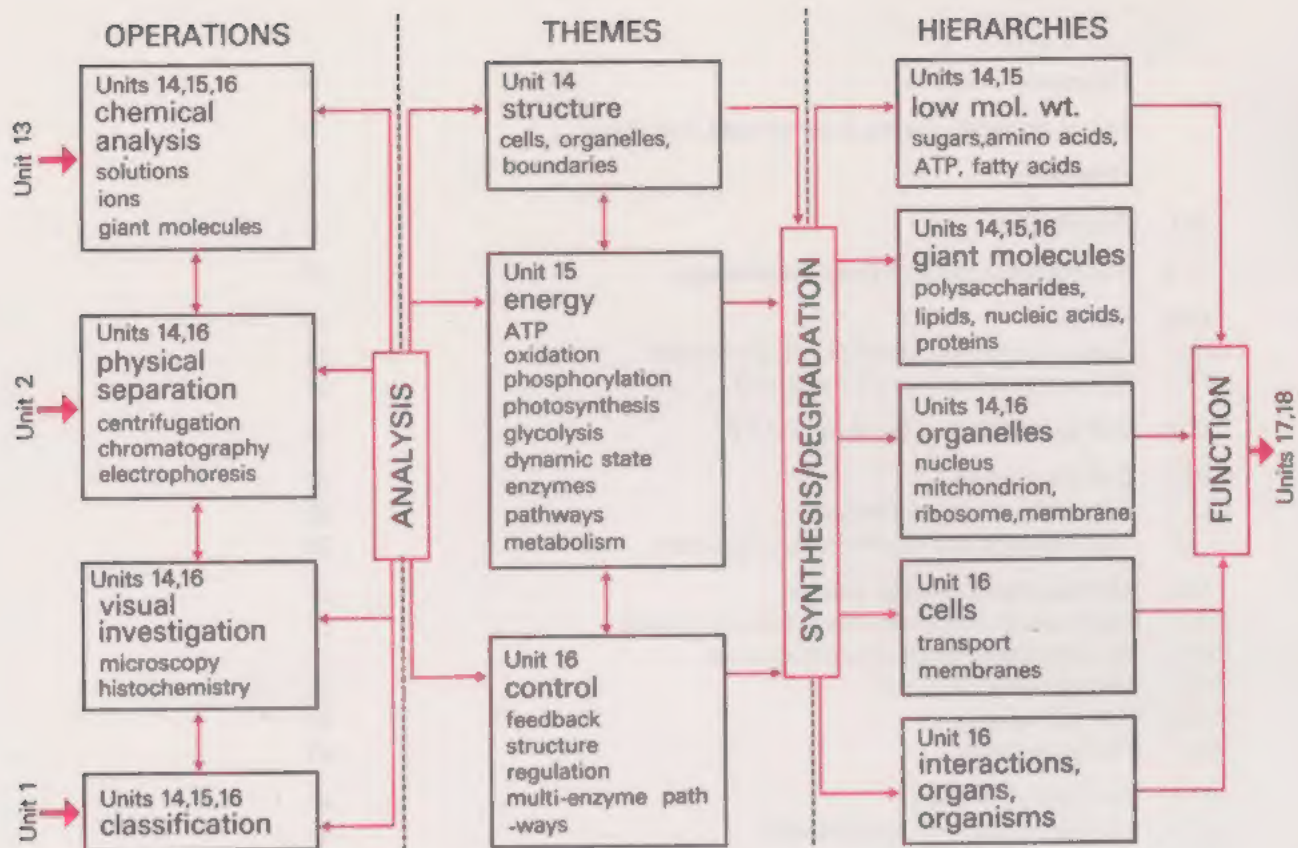 OPERATIONS
Units 14,15,16
chemical
analysis
solutions
ions
giant molecules
Units 14,16
physical
separation
centrifugation
chromatography
electrophoresis
Units 14,16
visual
investigation
microscopy
histochemistry
Units 14,15,16
classification
Unit 13
Unit 2
Unit 1
ANALYSIS
THEMES
Unit 14
structure
cells, organelles,
boundaries
Unit 15
energy
ATP
oxidation
phosphorylation
photosynthesis
glycolysis
dynamic state
enzymes
pathways
metabolism
Unit 16
control
feedback
structure
regulation
multi-enzyme path
-ways
SYNTHESIS/DEGRADATION
HIERARCHIES
Units 14,15
low mol. wt.
sugars,amino acids,
ATP, fatty acids
Units 14,15,16
giant molecules
polysaccharides,
lipids, nucleic acids,
proteins
Units 14,16
organelles
nucleus
mitchondrion,
ribosome,membrane
Unit 16
cells
transport
membranes
Unit 16
interactions,
organs,
organisms
FUNCTION
Units 17,18